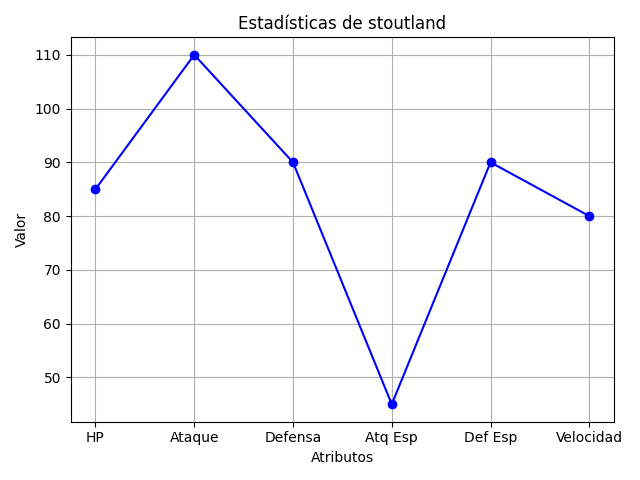 Estadísticas de stoutland
Valor
110
100
90
80
70
60
50
HP Ataque Defensa Atq Esp Def Esp Velocidad
Atributos